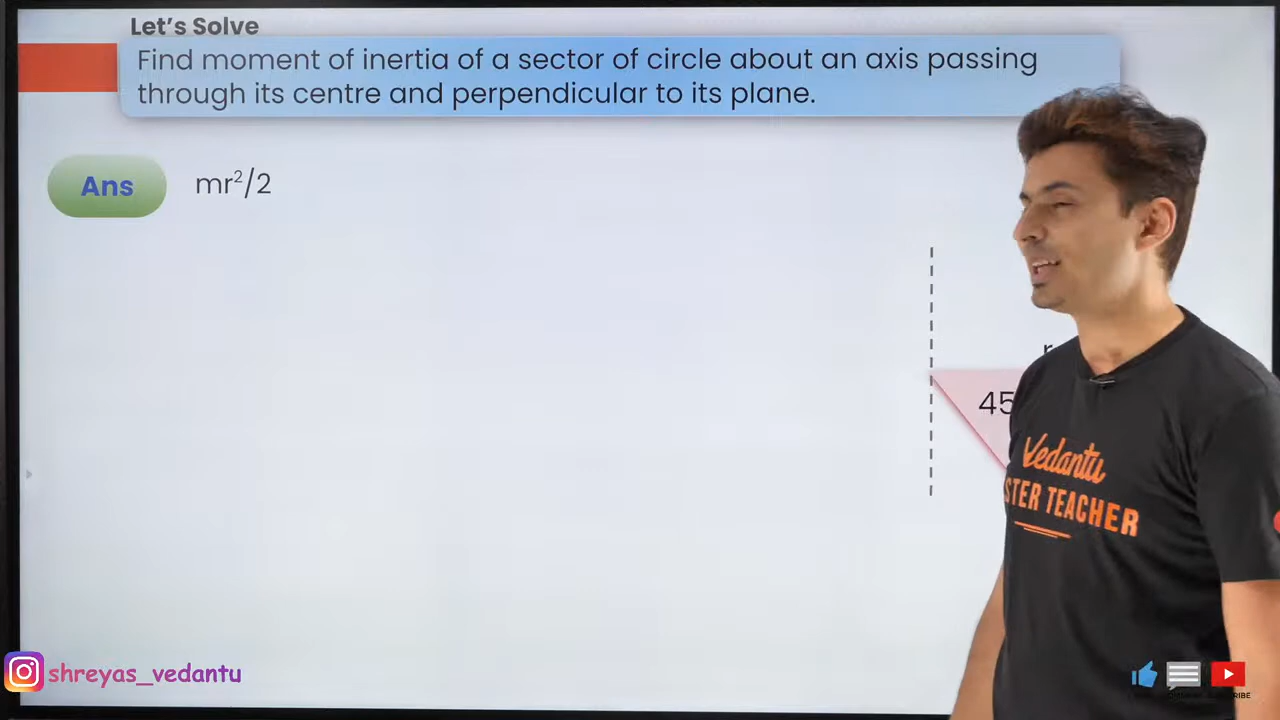 Let's Solve
Find moment of inertia of a sector of circle about an axis passing
through its centre and perpendicular to its plane.
Ans
mr²/2
r
45
Vedantu
STER TEACHER
shreyas_vedantu